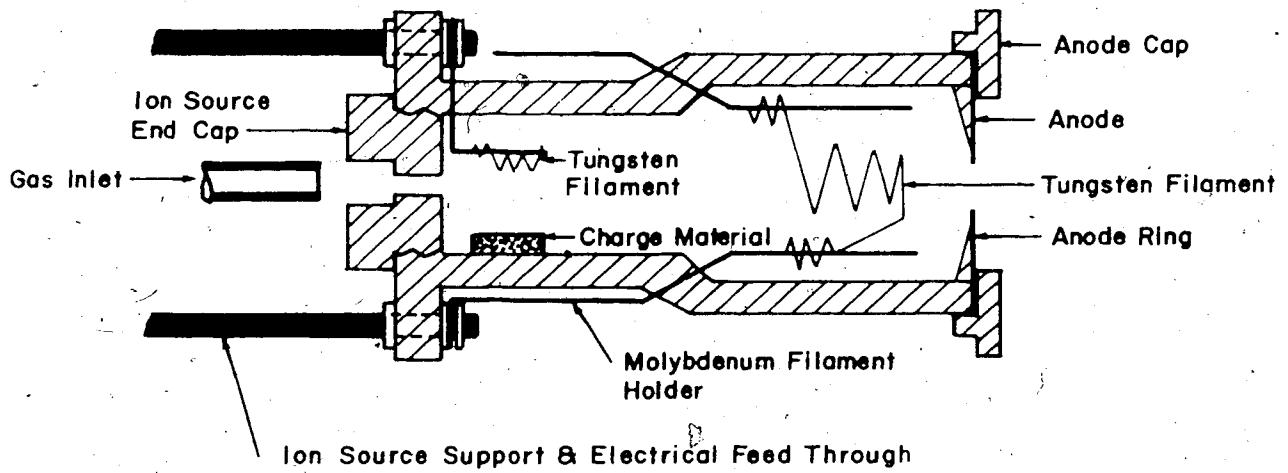 Anode Cap
Ion Source
End Cap
Anode
Gas Inlet
Tungsten
Filament
Tungsten Filament
Charge Material
Anode Ring
Molybdenum Filament
Holder
Ion Source Support & Electrical Feed Through